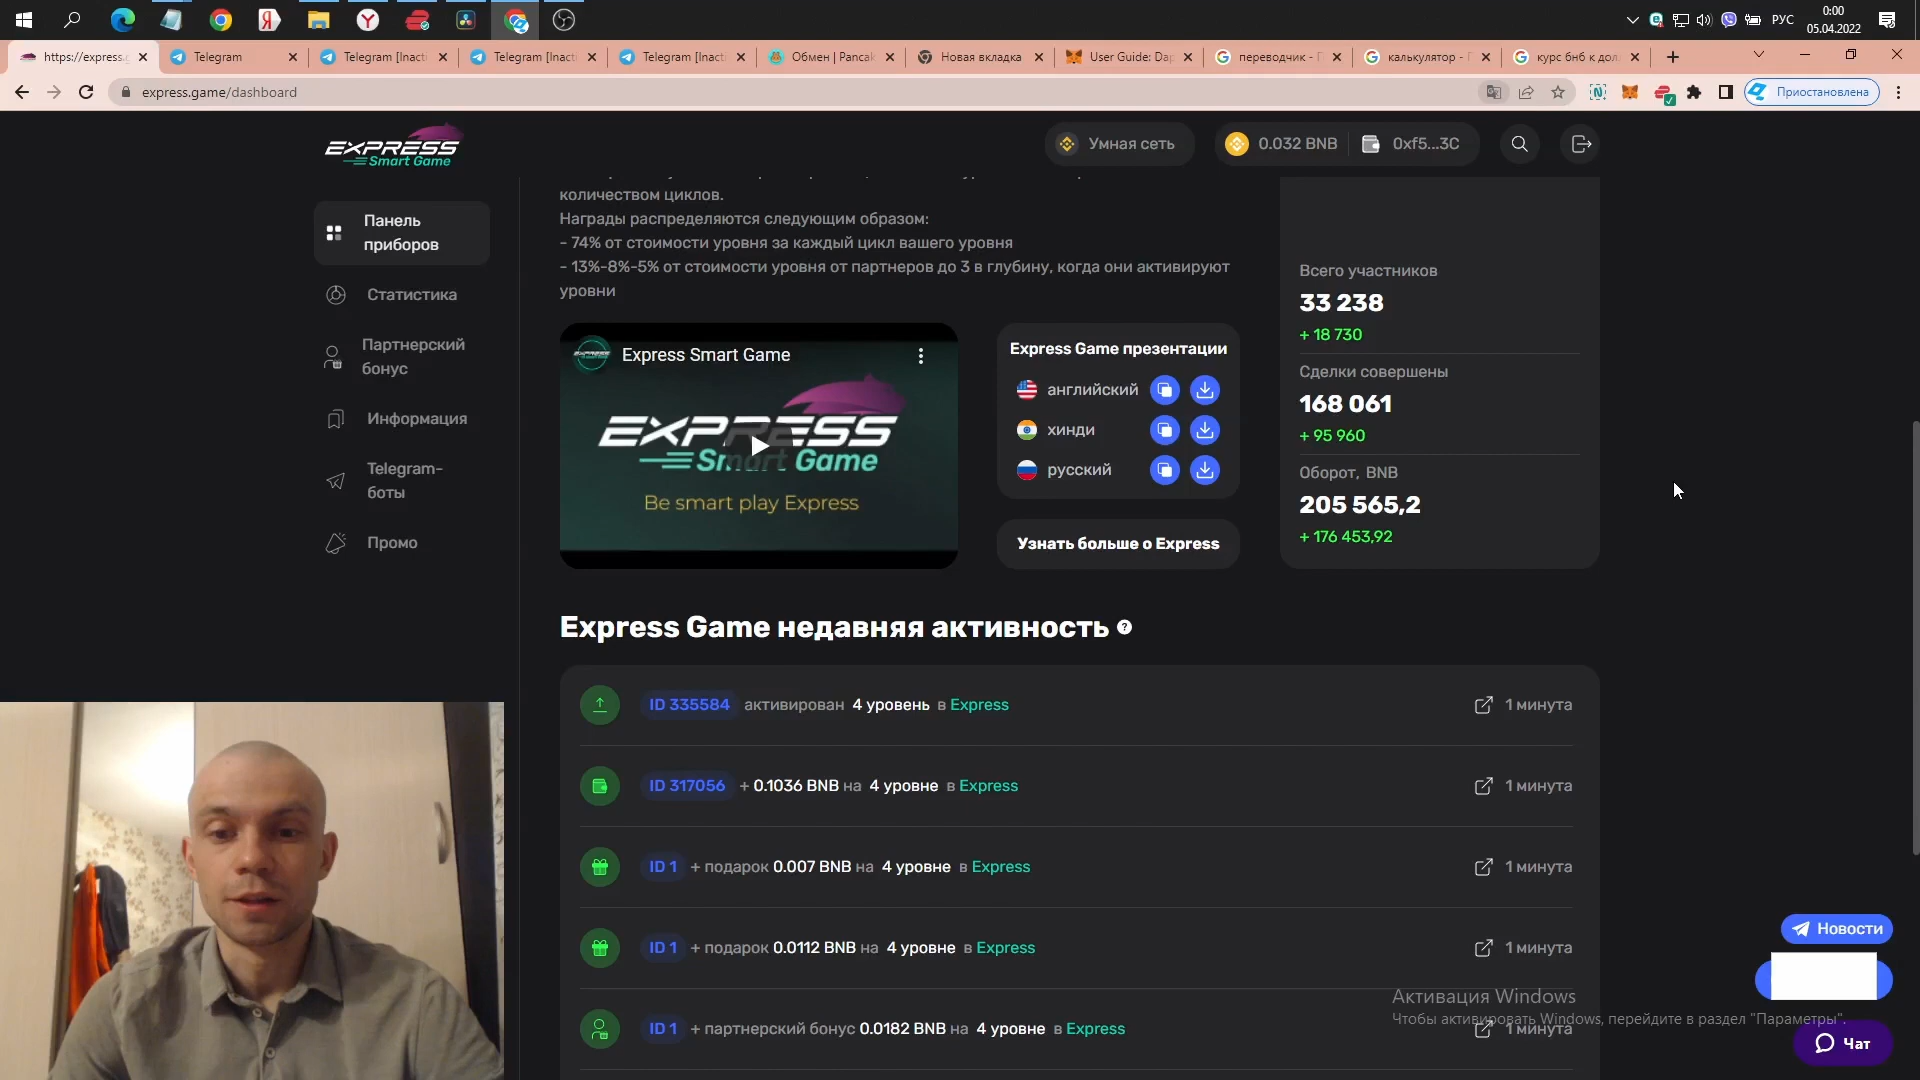 РУС
0:00
05.04.2022
https://express.g
Telegram
Telegram [Inacti
Telegram [Inacti
Telegram [Inacti
Обмен | Pancak
Новая вкладка
User Guide: Dap
переводчик - П
калькулятор - П
курс бнб к дол
express.game/dashboard
Приостановлена
EXPRESS
Smart Game
Умная сеть
0.032 BNB
0xf5...3C
Панель
приборов
Статистика
Партнерский
бонус
Информация
Telegram-
боты
Промо
количеством циклов.
Награды распределяются следующим образом:
- 74% от стоимости уровня за каждый цикл вашего уровня
- 13%-8%-5% от стоимости уровня от партнеров до 3 в глубину, когда они активируют
уровни
Express Smart Game
EXPRESS
Smart Game
Be smart play Express
Express Game презентации
английский
хинди
русский
Узнать больше о Express
Всего участников
33 238
+ 18 730
Сделки совершены
168 061
+ 95 960
Оборот, BNB
205 565,2
+ 176 453,92
Express Game недавняя активность ?
ID 335584 активирован 4 уровень в Express 1 минута
ID 317056 + 0.1036 BNB на 4 уровне в Express 1 минута
ID 1 + подарок 0.007 BNB на 4 уровне в Express 1 минута
ID 1 + подарок 0.0112 BNB на 4 уровне в Express 1 минута
ID 1 + партнерский бонус 0.0182 BNB на 4 уровне в Express 1 минута
Новости
Активация Windows
Чтобы активировать Windows, перейдите в раздел "Параметры".
Чат